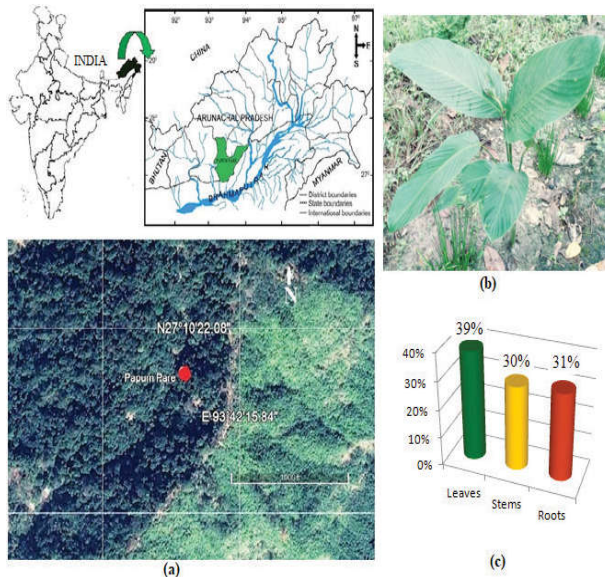 INDIA
92° 93° 94° 95° 97°
N
E
S
CHINA
ARUNACHAL PRADESH
BHUTAN
MYANMAR
27°
District boundaries
State boundaries
International boundaries
(b)
N27°10'22.08"
Papum Pare
E 93°42'15.84"
(a)
39%
30%
31%
40%
30%
20%
10%
0%
Leaves
Stems
Roots
(c)